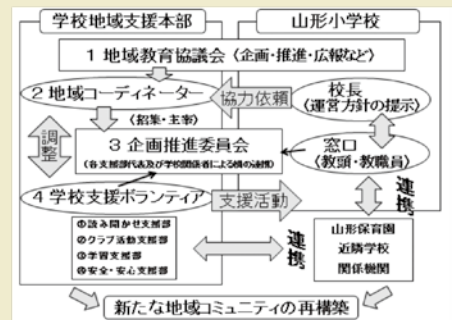 学校地域支援本部
山形小学校
1 地域教育協議会（企画・推進・広報など）
2 地域コーディネーター
協力依頼
校長
（運営方針の提示）
（招集・主宰）
調整
3 企画推進委員会
（各支援部代表及び学校関係者による横の連携）
窓口
（教頭・教職員）
4 学校支援ボランティア
支援活動
連携
①読み聞かせ支援部
②クラブ活動支援部
③学習支援部
④安全・安心支援部
連携
山形保育園
近隣学校
関係機関
新たな地域コミュニティの再構築